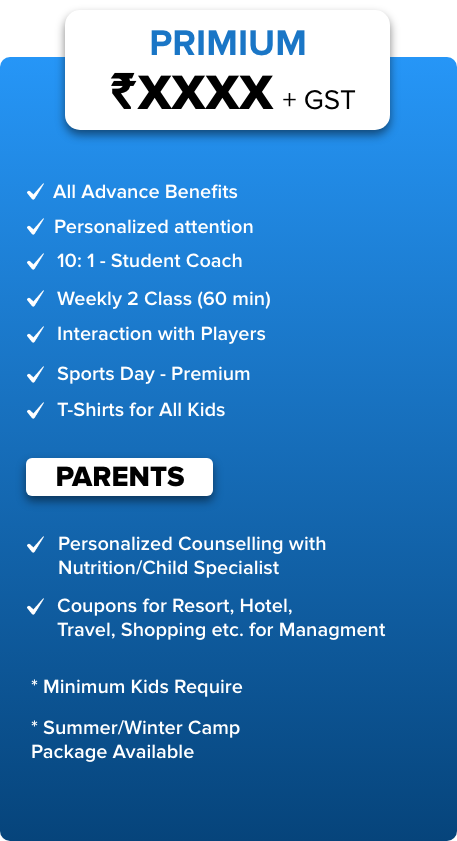 PRIMIUM
₹XXXX + GST
All Advance Benefits
Personalized attention
10: 1 - Student Coach
Weekly 2 Class (60 min)
Interaction with Players
Sports Day - Premium
T-Shirts for All Kids
PARENTS
Personalized Counselling with
Nutrition/Child Specialist
Coupons for Resort, Hotel,
Travel, Shopping etc. for Managment
* Minimum Kids Require
* Summer/Winter Camp
Package Available